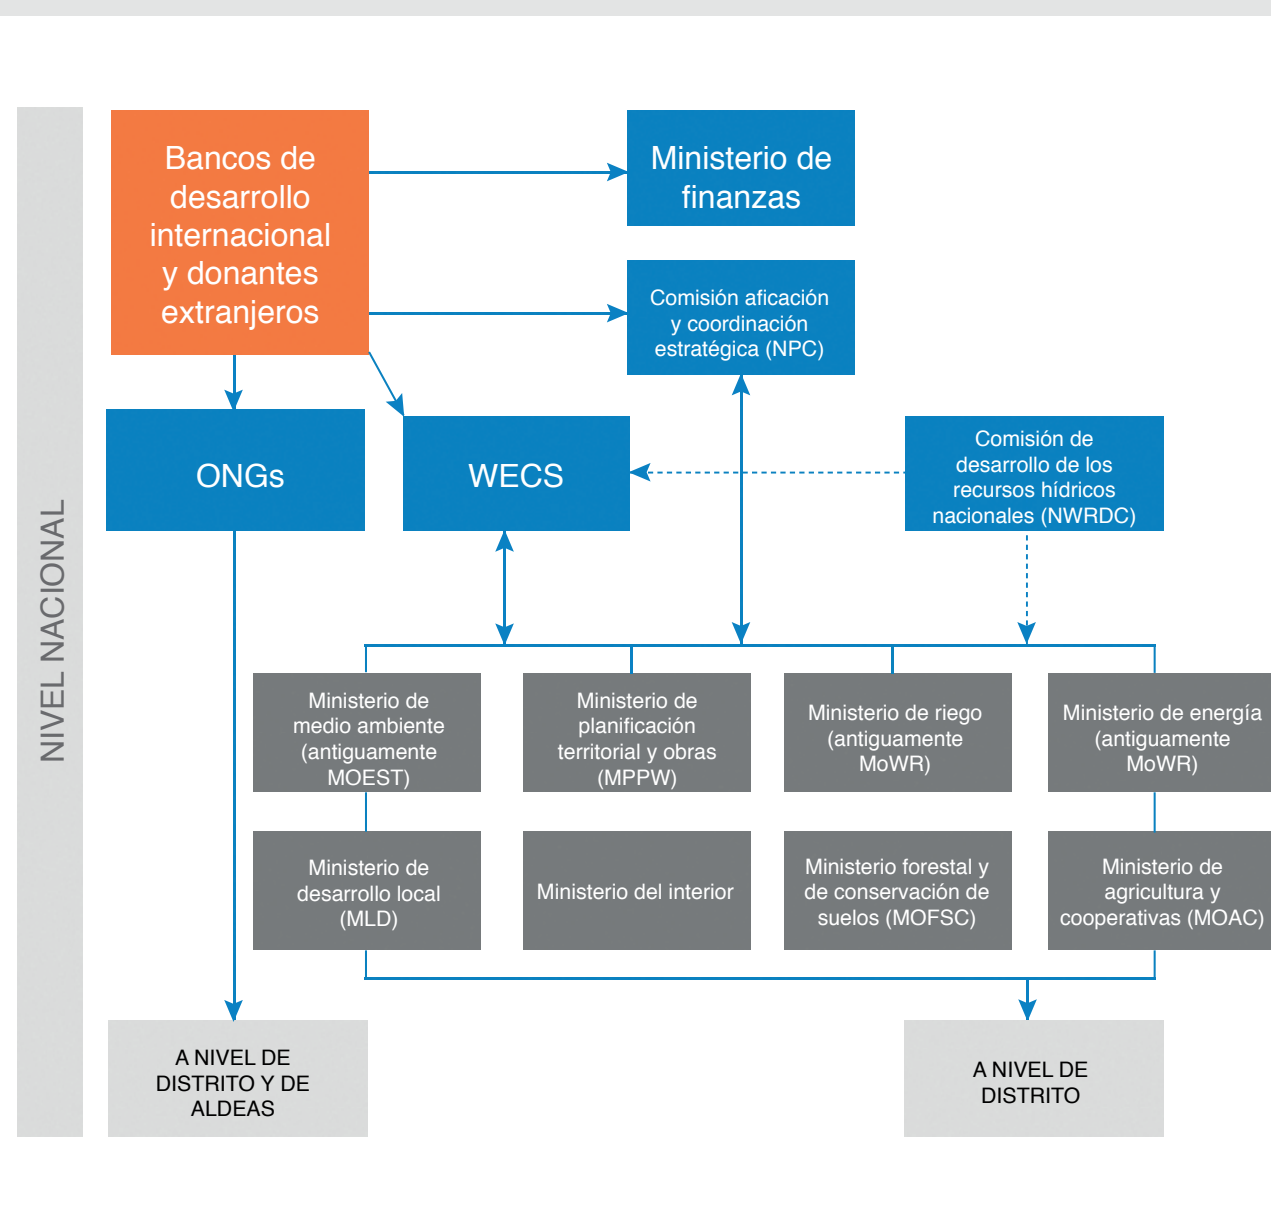 NIVEL NACIONAL
Bancos de
desarrollo
internacional
y donantes
extranjeros
Ministerio de
finanzas
Comisión aficación
y coordinación
estratégica (NPC)
ONGs
WECS
Comisión de
desarrollo de los
recursos hídricos
nacionales (NWRDC)
Ministerio de
medio ambiente
(antiguamente
MOEST)
Ministerio de
planificación
territorial y obras
(MPPW)
Ministerio de riego
(antiguamente
MoWR)
Ministerio de energía
(antiguamente
MoWR)
Ministerio de
desarrollo local
(MLD)
Ministerio del interior
Ministerio forestal y
de conservación de
suelos (MOFSC)
Ministerio de
agricultura y
cooperativas (MOAC)
A NIVEL DE
DISTRITO Y DE
ALDEAS
A NIVEL DE
DISTRITO